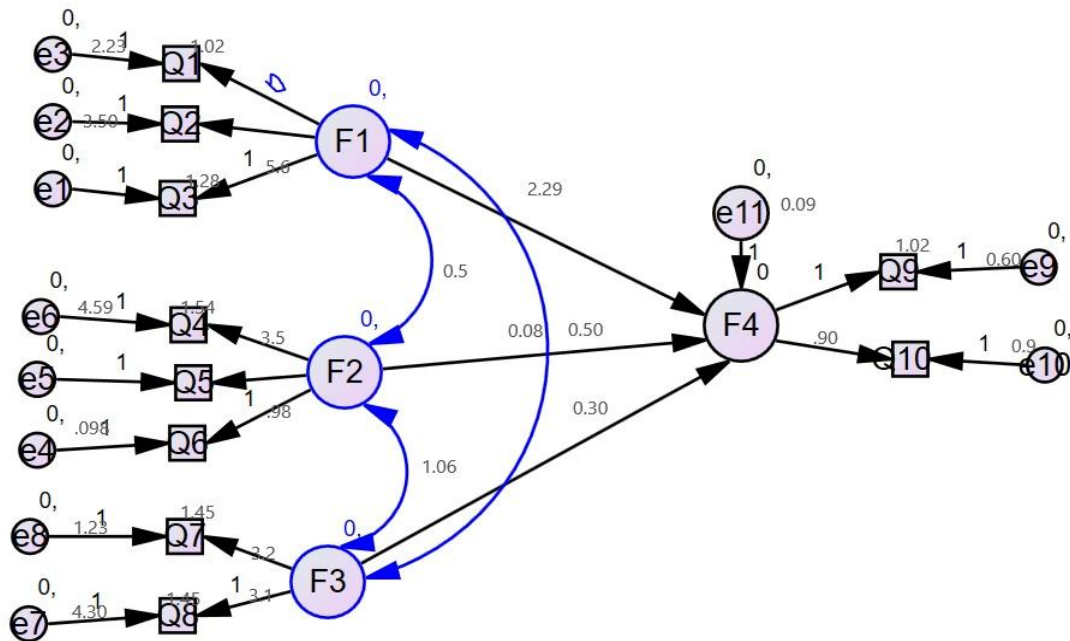 0,
e3 2.23 1 Q1 1.02
0,
e2 3.50 1 Q2
0,
e1 1 Q3 1.28
1 5.6
0,
F1
2.29
0.5
0,
e11 0.09
1
0
F4
1 Q9 1.02 1 0.60 e9
0,
.90 Q10 1 0.9 e10
0,
0,
e6 4.59 1 Q4 1.54
3.5
0,
e5 1 Q5
0,
e4 .098 1 Q6
1 .98
0,
F2
0.08 0.50
0.30
1.06
0,
e8 1.23 1 Q7 1.45
3.2
0,
e7 4.30 1 Q8 1.45
1 3.1
0,
F3